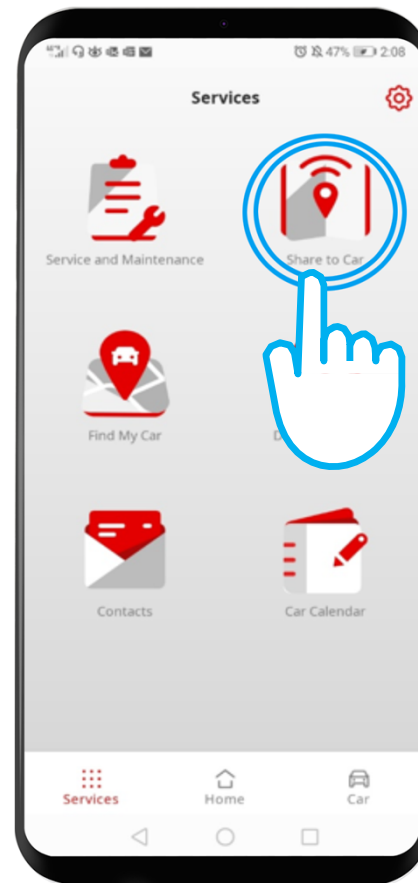 47% 2:08
Services
Service and Maintenance
Share to Car
Find My Car
Contacts
Car Calendar
Services
Home
Car